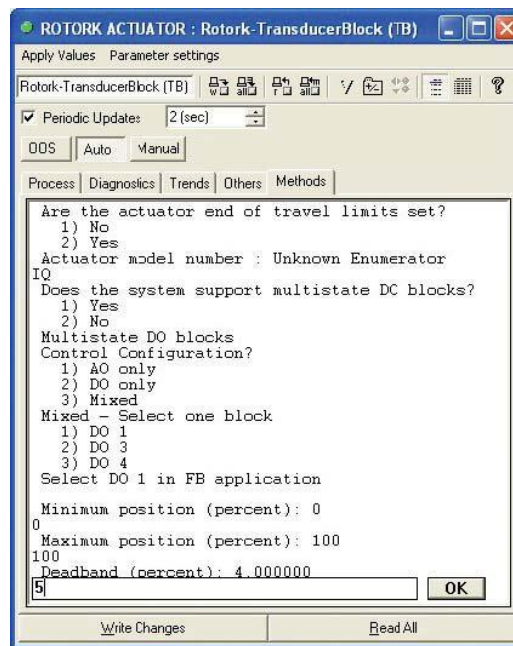 ROTORK ACTUATOR : Rotork-TransducerBlock (TB)
Apply Values Parameter settings
Rotork-TransducerBlock (TB)
Periodic Updates 2 (sec)
OOS Auto Manual
Process Diagnostics Trends Others Methods
Are the actuator end of travel limits set?
1) No
2) Yes
Actuator model number : Unknown Enumerator
IQ
Does the system support multistate DC blocks?
1) Yes
2) No
Multistate DO blocks
Control Configuration?
1) AO only
2) DO only
3) Mixed
Mixed – Select one block
1) DO 1
2) DO 3
3) DO 4
Select DO 1 in FB application
Minimum position (percent): 0
0
Maximum position (percent): 100
100
Deadband (percent): 4.000000
5 OK
Write Changes Read All